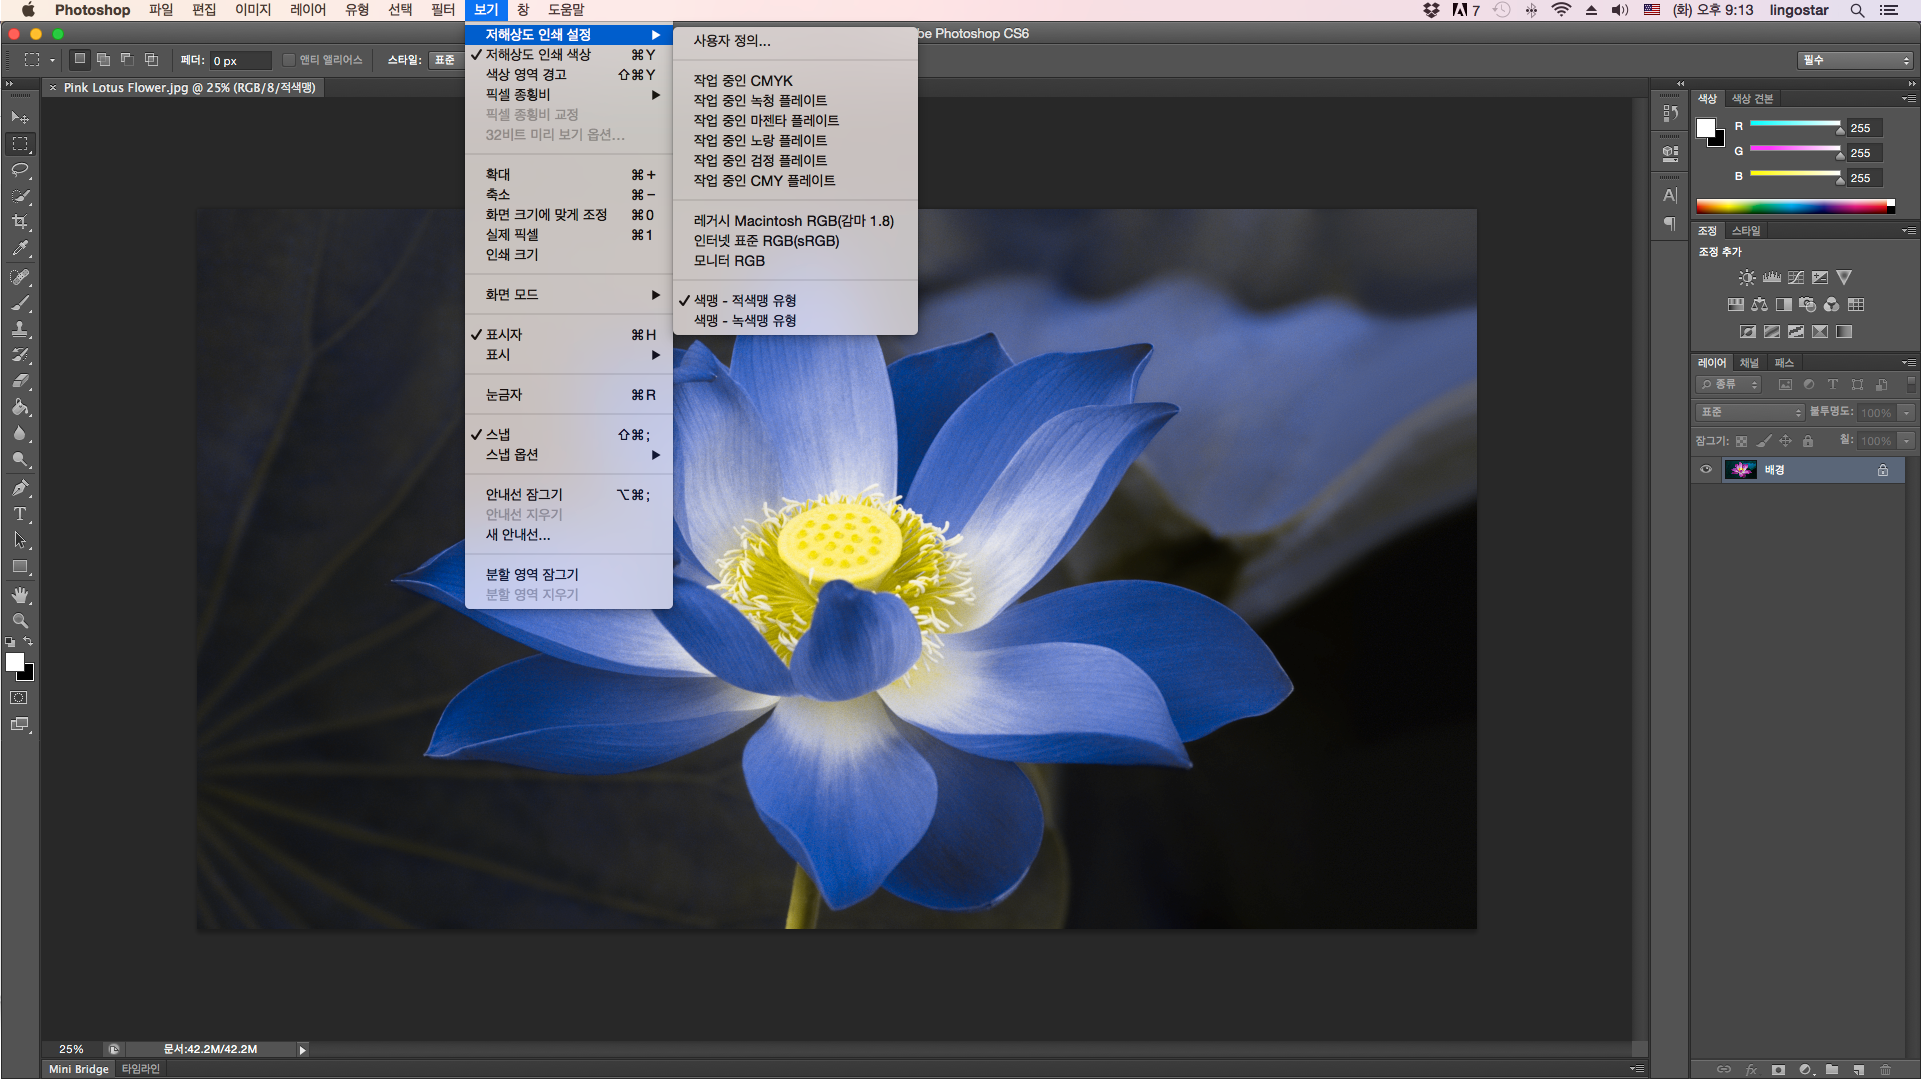 Photoshop 파일 편집 이미지 레이어 유형 선택 필터 보기 창 도움말 7 (화) 오후 9:13 lingostar
be Photoshop CS6
페더: 0 px 안티 앨리어스 스타일: 표준 필수
× Pink Lotus Flower.jpg @ 25% (RGB/8/적색맹)
저해상도 인쇄 설정 ▶
✓ 저해상도 인쇄 색상 ⌘Y
색상 영역 경고 ⇧⌘Y
픽셀 종횡비 ▶
픽셀 종횡비 교정
32비트 미리 보기 옵션...
확대 ⌘+
축소 ⌘−
화면 크기에 맞게 조정 ⌘0
실제 픽셀 ⌘1
인쇄 크기
화면 모드 ▶
✓ 표시자 ⌘H
표시 ▶
눈금자 ⌘R
✓ 스냅 ⇧⌘;
스냅 옵션 ▶
안내선 잠그기 ⌥⌘;
안내선 지우기
새 안내선...
분할 영역 잠그기
분할 영역 지우기
사용자 정의...
작업 중인 CMYK
작업 중인 녹청 플레이트
작업 중인 마젠타 플레이트
작업 중인 노랑 플레이트
작업 중인 검정 플레이트
작업 중인 CMY 플레이트
레거시 Macintosh RGB(감마 1.8)
인터넷 표준 RGB(sRGB)
모니터 RGB
✓ 색맹 - 적색맹 유형
색맹 - 녹색맹 유형
색상 색상 견본
R 255
G 255
B 255
조정 스타일
조정 추가
레이어 채널 패스
종류
표준 불투명도: 100%
잠그기: 칠: 100%
배경
25% 문서:42.2M/42.2M
Mini Bridge 타임라인